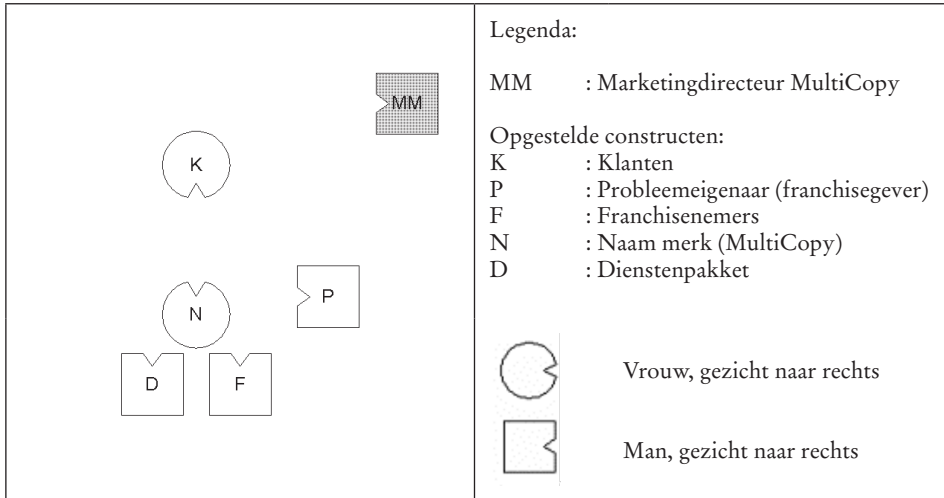 MM
K
P
N
D F
Legenda:
MM : Marketingdirecteur MultiCopy
Opgestelde constructen:
K : Klanten
P : Probleemeigenaar (franchisegever)
F : Franchisenemers
N : Naam merk (MultiCopy)
D : Dienstenpakket
Vrouw, gezicht naar rechts
Man, gezicht naar rechts